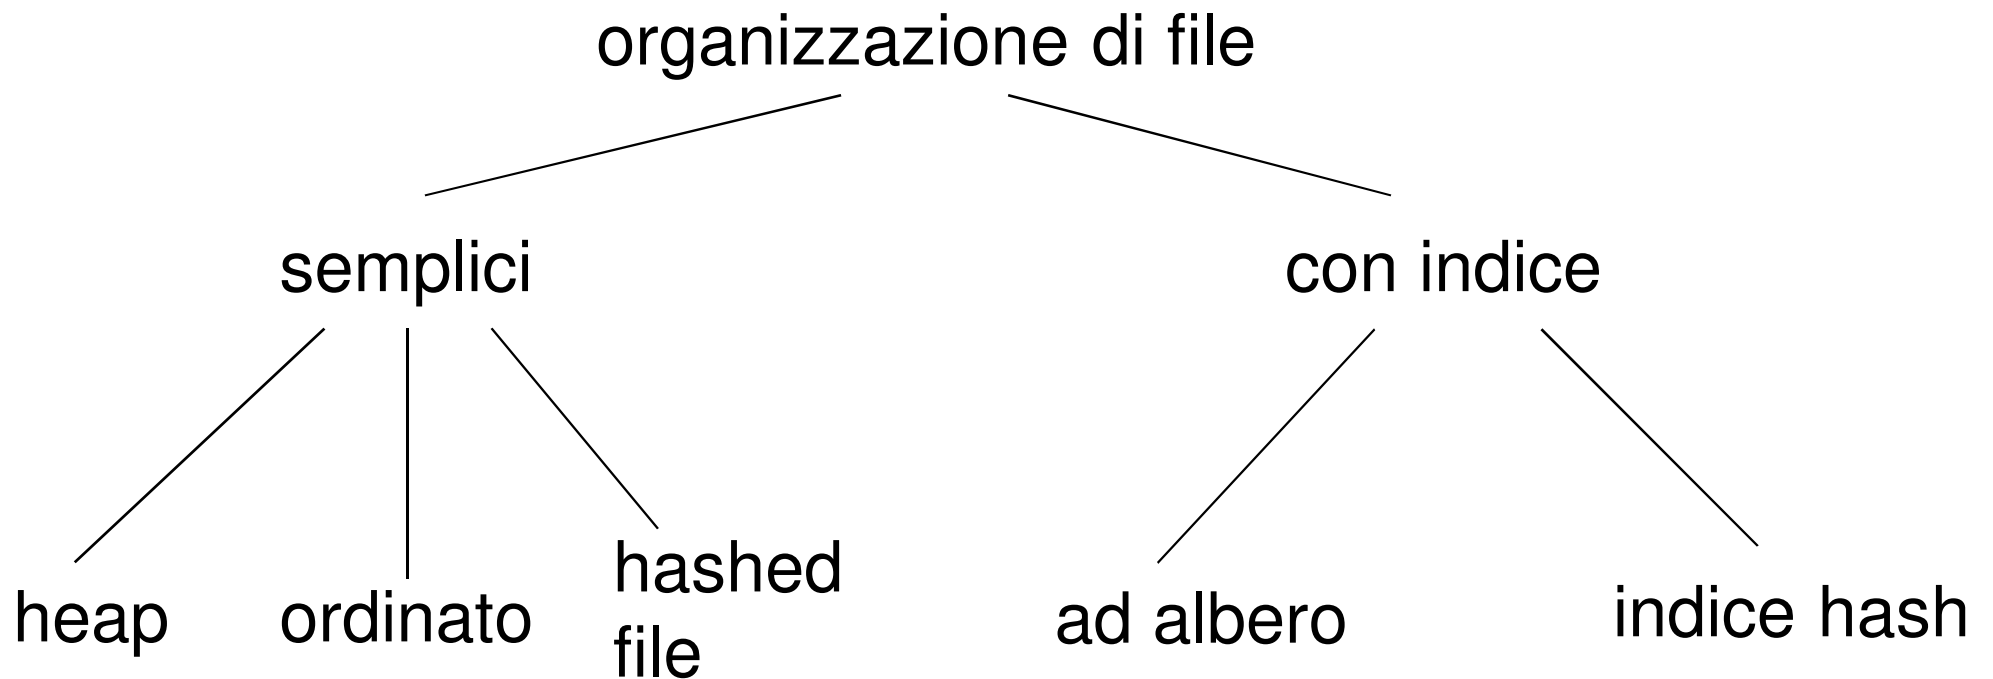 organizzazione di file
semplici
con indice
heap
ordinato
hashed
file
ad albero
indice hash